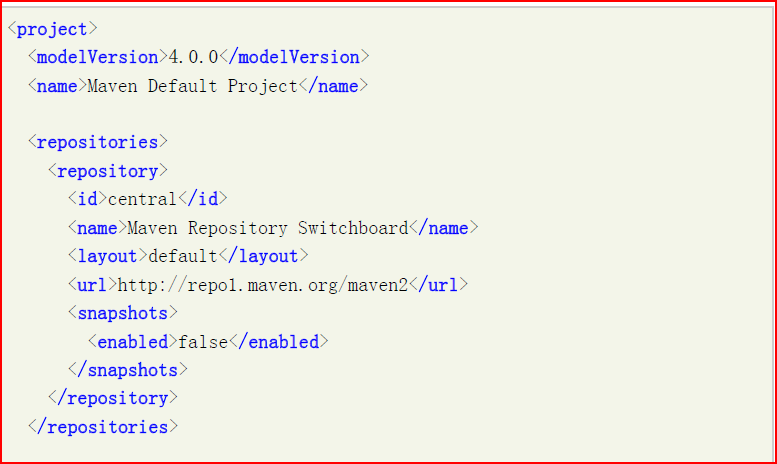 <project>
<modelVersion>4.0.0</modelVersion>
<name>Maven Default Project</name>
<repositories>
<repository>
<id>central</id>
<name>Maven Repository Switchboard</name>
<layout>default</layout>
<url>http://repo1.maven.org/maven2</url>
<snapshots>
<enabled>false</enabled>
</snapshots>
</repository>
</repositories>